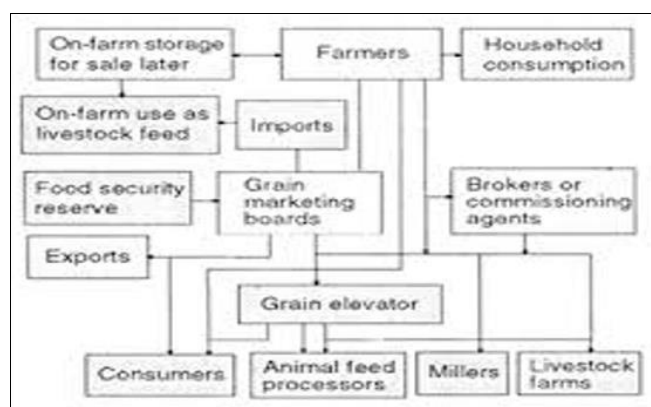 On-farm storage
for sale later
Farmers
Household
consumption
On-farm use as
livestock feed
Imports
Food security
reserve
Grain
marketing
boards
Brokers or
commissioning
agents
Exports
Grain elevator
Consumers
Animal feed
processors
Millers
Livestock
farms